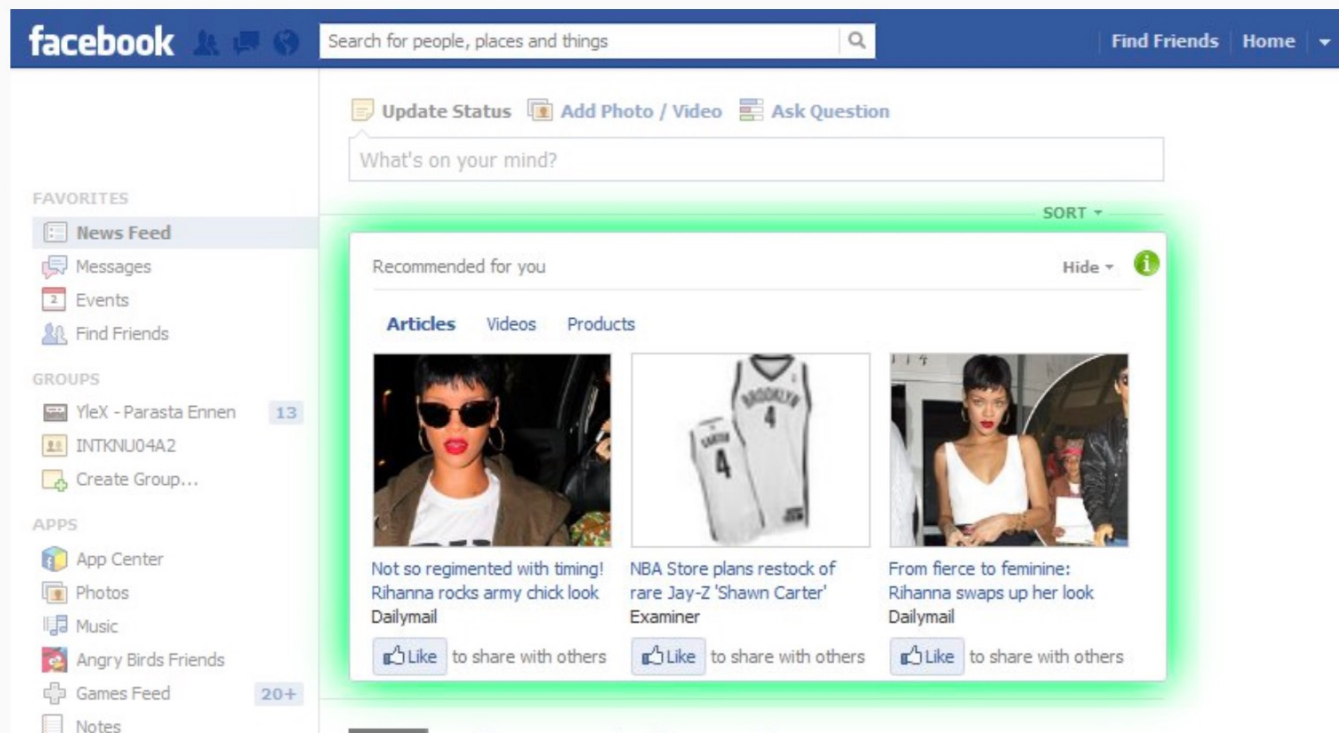 facebook
Search for people, places and things
Find Friends
Home
Update Status
Add Photo / Video
Ask Question
What's on your mind?
SORT
FAVORITES
News Feed
Messages
2
Events
Find Friends
GROUPS
YleX - Parasta Ennen
13
INTKNU04A2
Create Group...
APPS
App Center
Photos
Music
Angry Birds Friends
Games Feed
20+
Notes
Recommended for you
Hide
i
Articles
Videos
Products
Not so regimented with timing!
Rihanna rocks army chick look
Dailymail
Like
to share with others
BROOKLYN
4
CARTER
4
NBA Store plans restock of
rare Jay-Z 'Shawn Carter'
Examiner
Like
to share with others
From fierce to feminine:
Rihanna swaps up her look
Dailymail
Like
to share with others